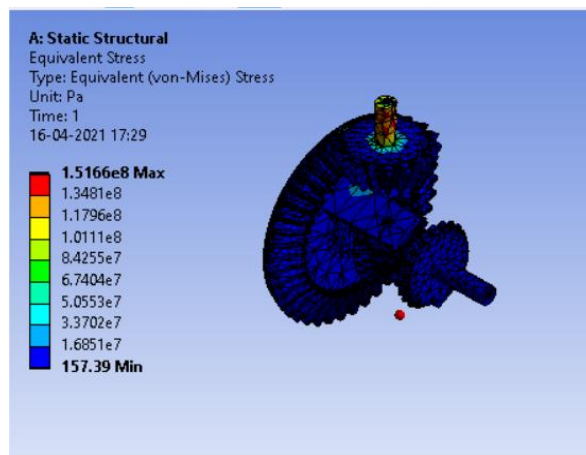 A: Static Structural
Equivalent Stress
Type: Equivalent (von-Mises) Stress
Unit: Pa
Time: 1
16-04-2021 17:29
1.5166e8 Max
1.3481e8
1.1796e8
1.0111e8
8.4255e7
6.7404e7
5.0553e7
3.3702e7
1.6851e7
157.39 Min